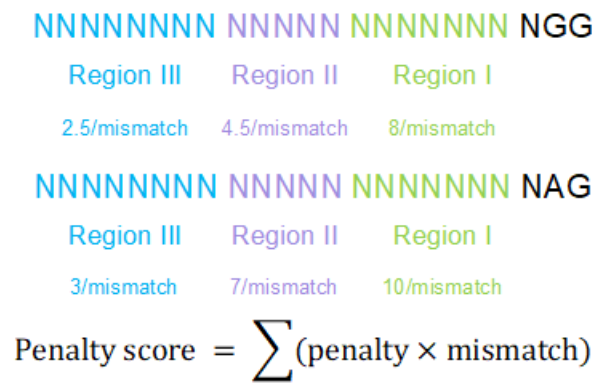 NNNNNNNN NNNNN NNNNNNN NGG
Region III Region II Region I
2.5/mismatch 4.5/mismatch 8/mismatch
NNNNNNNN NNNNN NNNNNNN NAG
Region III Region II Region I
3/mismatch 7/mismatch 10/mismatch
Penalty score = ∑(penalty × mismatch)